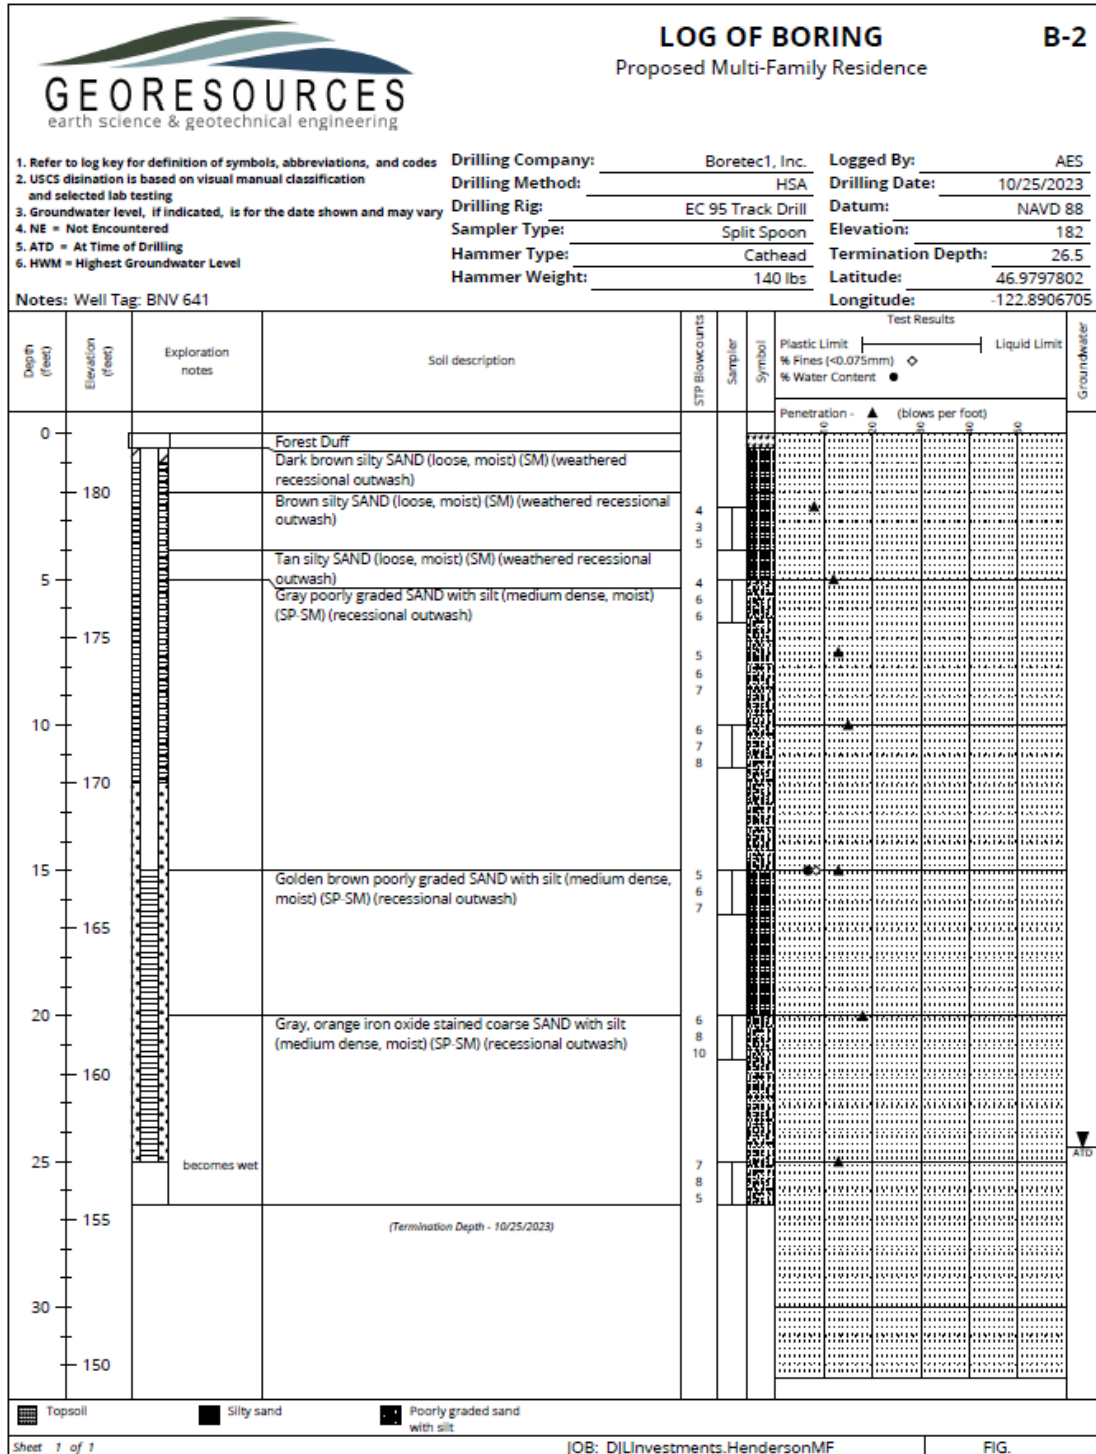 LOG OF BORING B-2
Proposed Multi-Family Residence
GEORESOURCES
earth science & geotechnical engineering
1. Refer to log key for definition of symbols, abbreviations, and codes
2. USCS disination is based on visual manual classification
and selected lab testing
3. Groundwater level, if indicated, is for the date shown and may vary
4. NE = Not Encountered
5. ATD = At Time of Drilling
6. HWM = Highest Groundwater Level
Notes: Well Tag: BNV 641
Drilling Company: Boretec1, Inc.
Drilling Method: HSA
Drilling Rig: EC 95 Track Drill
Sampler Type: Split Spoon
Hammer Type: Cathead
Hammer Weight: 140 lbs
Logged By: AES
Drilling Date: 10/25/2023
Datum: NAVD 88
Elevation: 182
Termination Depth: 26.5
Latitude: 46.9797802
Longitude: -122.8906705
Depth
(feet)
Elevation
(feet)
Exploration
notes
Soil description
STP Blowcounts
Sampler
Symbol
Test Results
Plastic Limit Liquid Limit
% Fines (<0.075mm) ◇
% Water Content ●
Penetration - ▲ (blows per foot)
10 20 30 40 50
Groundwater
0
5
10
15
20
25
30
180
175
170
165
160
155
150
Forest Duff
Dark brown silty SAND (loose, moist) (SM) (weathered
recessional outwash)
Brown silty SAND (loose, moist) (SM) (weathered recessional
outwash)
4
3
5
Tan silty SAND (loose, moist) (SM) (weathered recessional
outwash)
Gray poorly graded SAND with silt (medium dense, moist)
(SP-SM) (recessional outwash)
4
6
6
5
6
7
6
7
8
Golden brown poorly graded SAND with silt (medium dense,
moist) (SP-SM) (recessional outwash)
5
6
7
Gray, orange iron oxide stained coarse SAND with silt
(medium dense, moist) (SP-SM) (recessional outwash)
6
8
10
becomes wet
7
8
5
ATD
(Termination Depth - 10/25/2023)
Topsoil
Silty sand
Poorly graded sand
with silt
Sheet 1 of 1
JOB: DJLInvestments.HendersonMF
FIG.